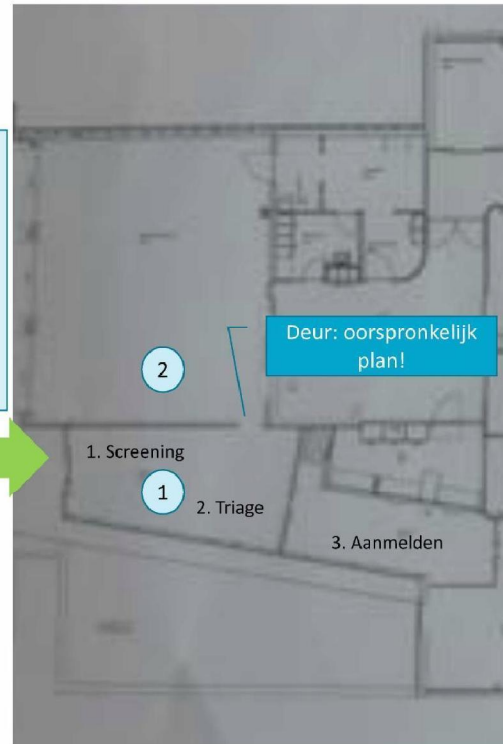 Deur: oorspronkelijk
plan!
2
1. Screening
1
2. Triage
3. Aanmelden